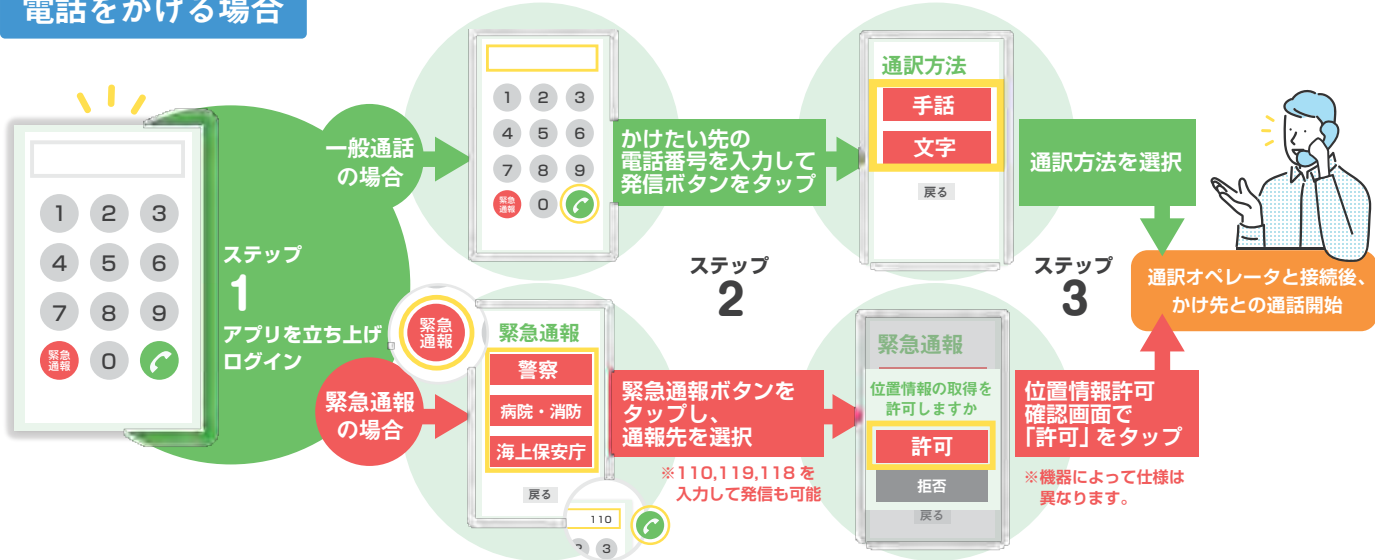 電話をかける場合
1 2 3
4 5 6
7 8 9
緊急
通報
0
ステップ
1
アプリを立ち上げ
ログイン
一般通話
の場合
1 2 3
4 5 6
7 8 9
緊急
通報
0
かけたい先の
電話番号を入力して
発信ボタンをタップ
通訳方法
手話
文字
戻る
通訳方法を選択
緊急通報
の場合
緊急
通報
緊急通報
警察
病院・消防
海上保安庁
戻る
110
2 3
ステップ
2
緊急通報ボタンを
タップし、
通報先を選択
※110,119,118 を
入力して発信も可能
緊急通報
位置情報の取得を
許可しますか
許可
拒否
戻る
ステップ
3
位置情報許可
確認画面で
「許可」をタップ
※機器によって仕様は
異なります。
通訳オペレータと接続後、
かけ先との通話開始